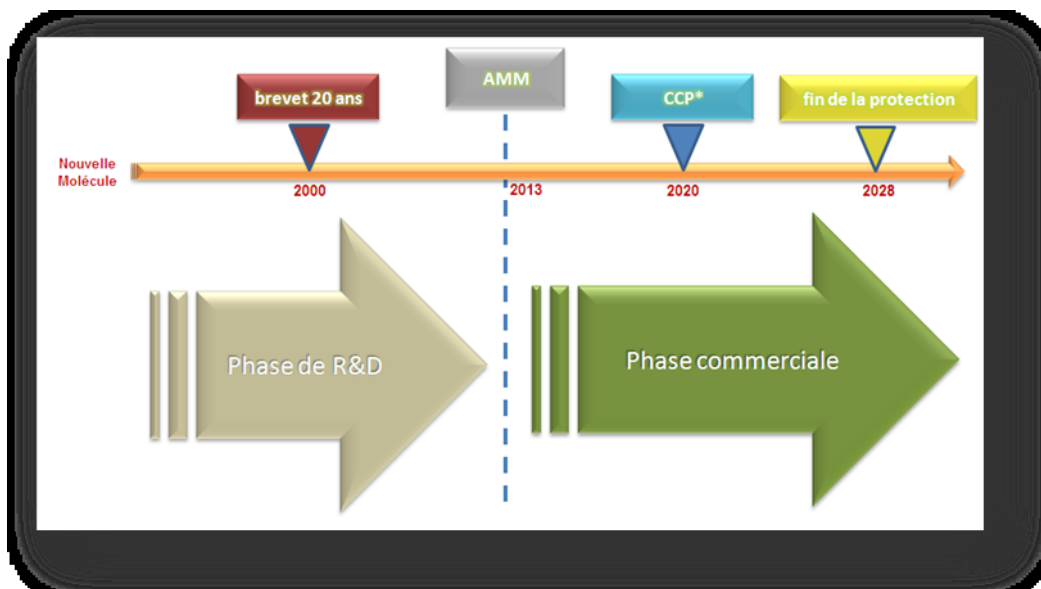 AMM
brevet 20 ans
CCP*
fin de la protection
Nouvelle
Molécule
2000
2013
2020
2028
Phase de R&D
Phase commerciale